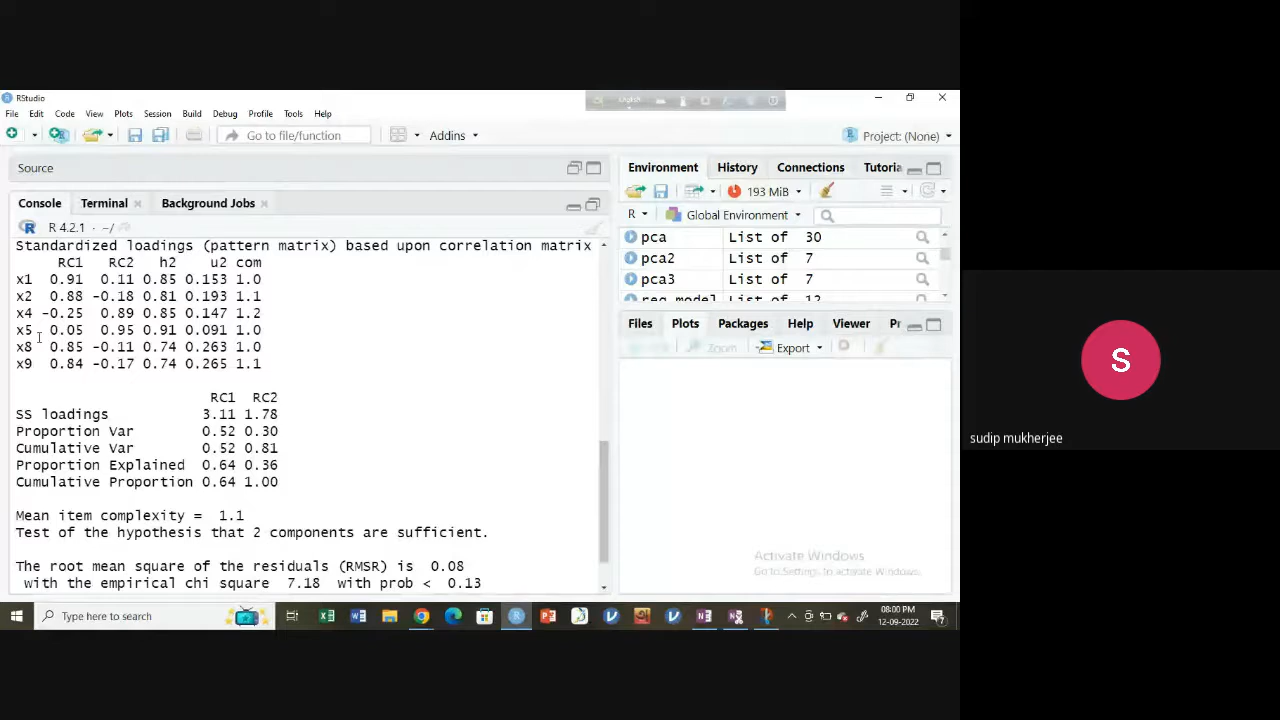 RStudio
English
File Edit Code View Plots Session Build Debug Profile Tools Help
Go to file/function
Addins
Project: (None)
Source
Console Terminal Background Jobs
R 4.2.1 · ~/
Standardized loadings (pattern matrix) based upon correlation matrix
RC1 RC2 h2 u2 com
x1 0.91 0.11 0.85 0.153 1.0
x2 0.88 -0.18 0.81 0.193 1.1
x4 -0.25 0.89 0.85 0.147 1.2
x5 0.05 0.95 0.91 0.091 1.0
x8 0.85 -0.11 0.74 0.263 1.0
x9 0.84 -0.17 0.74 0.265 1.1
RC1 RC2
SS loadings 3.11 1.78
Proportion Var 0.52 0.30
Cumulative Var 0.52 0.81
Proportion Explained 0.64 0.36
Cumulative Proportion 0.64 1.00
Mean item complexity = 1.1
Test of the hypothesis that 2 components are sufficient.
The root mean square of the residuals (RMSR) is 0.08
with the empirical chi square 7.18 with prob < 0.13
Environment History Connections Tutoria
193 MiB
R Global Environment
pca List of 30
pca2 List of 7
pca3 List of 7
reg_model List of 12
Files Plots Packages Help Viewer Pr
Zoom Export
Activate Windows
Go to Settings to activate Windows.
Type here to search
08:00 PM
12-09-2022
S
sudip mukherjee